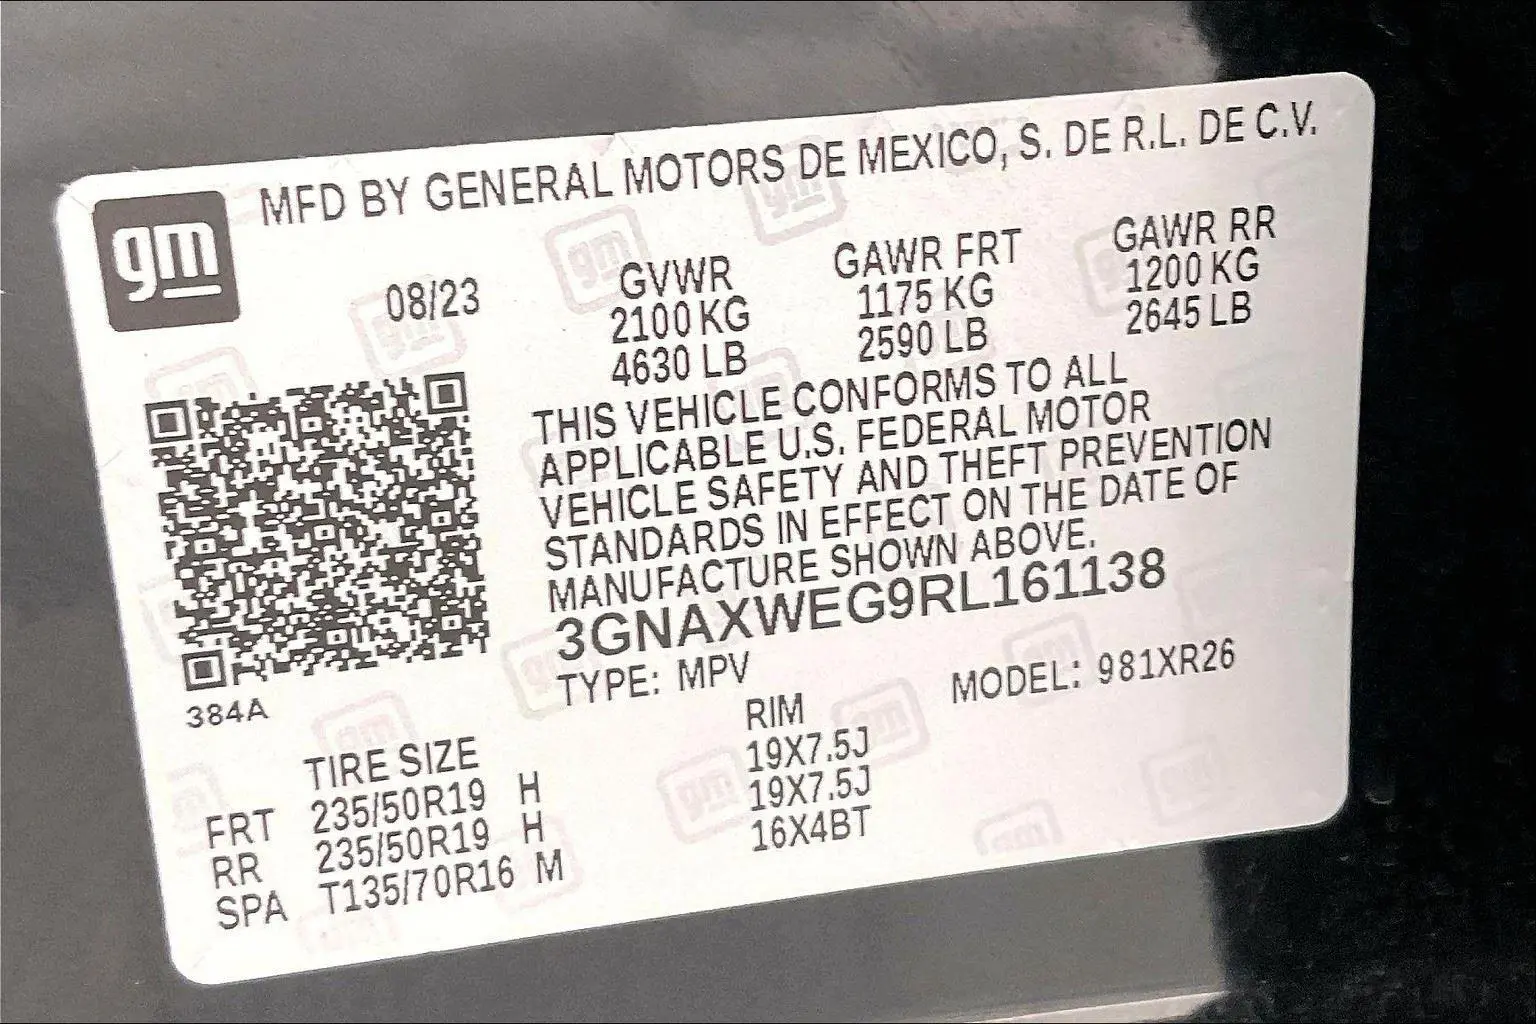 gm
MFD BY GENERAL MOTORS DE MEXICO, S. DE R.L. DE C.V.
08/23
GVWR
2100 KG
4630 LB
GAWR FRT
1175 KG
2590 LB
GAWR RR
1200 KG
2645 LB
THIS VEHICLE CONFORMS TO ALL
APPLICABLE U.S. FEDERAL MOTOR
VEHICLE SAFETY AND THEFT PREVENTION
STANDARDS IN EFFECT ON THE DATE OF
MANUFACTURE SHOWN ABOVE.
3GNAXWEG9RL161138
TYPE: MPV
MODEL: 981XR26
384A
TIRE SIZE
RIM
FRT 235/50R19 H 19X7.5J
RR 235/50R19 H 19X7.5J
SPA T135/70R16 M 16X4BT